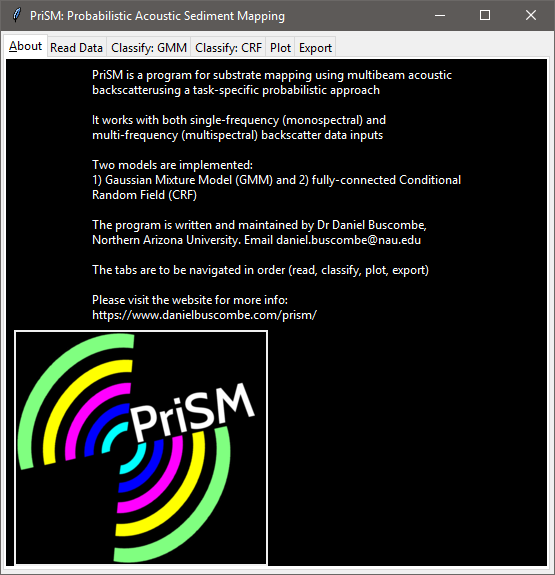 PriSM: Probabilistic Acoustic Sediment Mapping
About Read Data Classify: GMM Classify: CRF Plot Export
PriSM is a program for substrate mapping using multibeam acoustic
backscatterusing a task-specific probabilistic approach
It works with both single-frequency (monospectral) and
multi-frequency (multispectral) backscatter data inputs
Two models are implemented:
1) Gaussian Mixture Model (GMM) and 2) fully-connected Conditional
Random Field (CRF)
The program is written and maintained by Dr Daniel Buscombe,
Northern Arizona University. Email daniel.buscombe@nau.edu
The tabs are to be navigated in order (read, classify, plot, export)
Please visit the website for more info:
https://www.danielbuscombe.com/prism/
PriSM